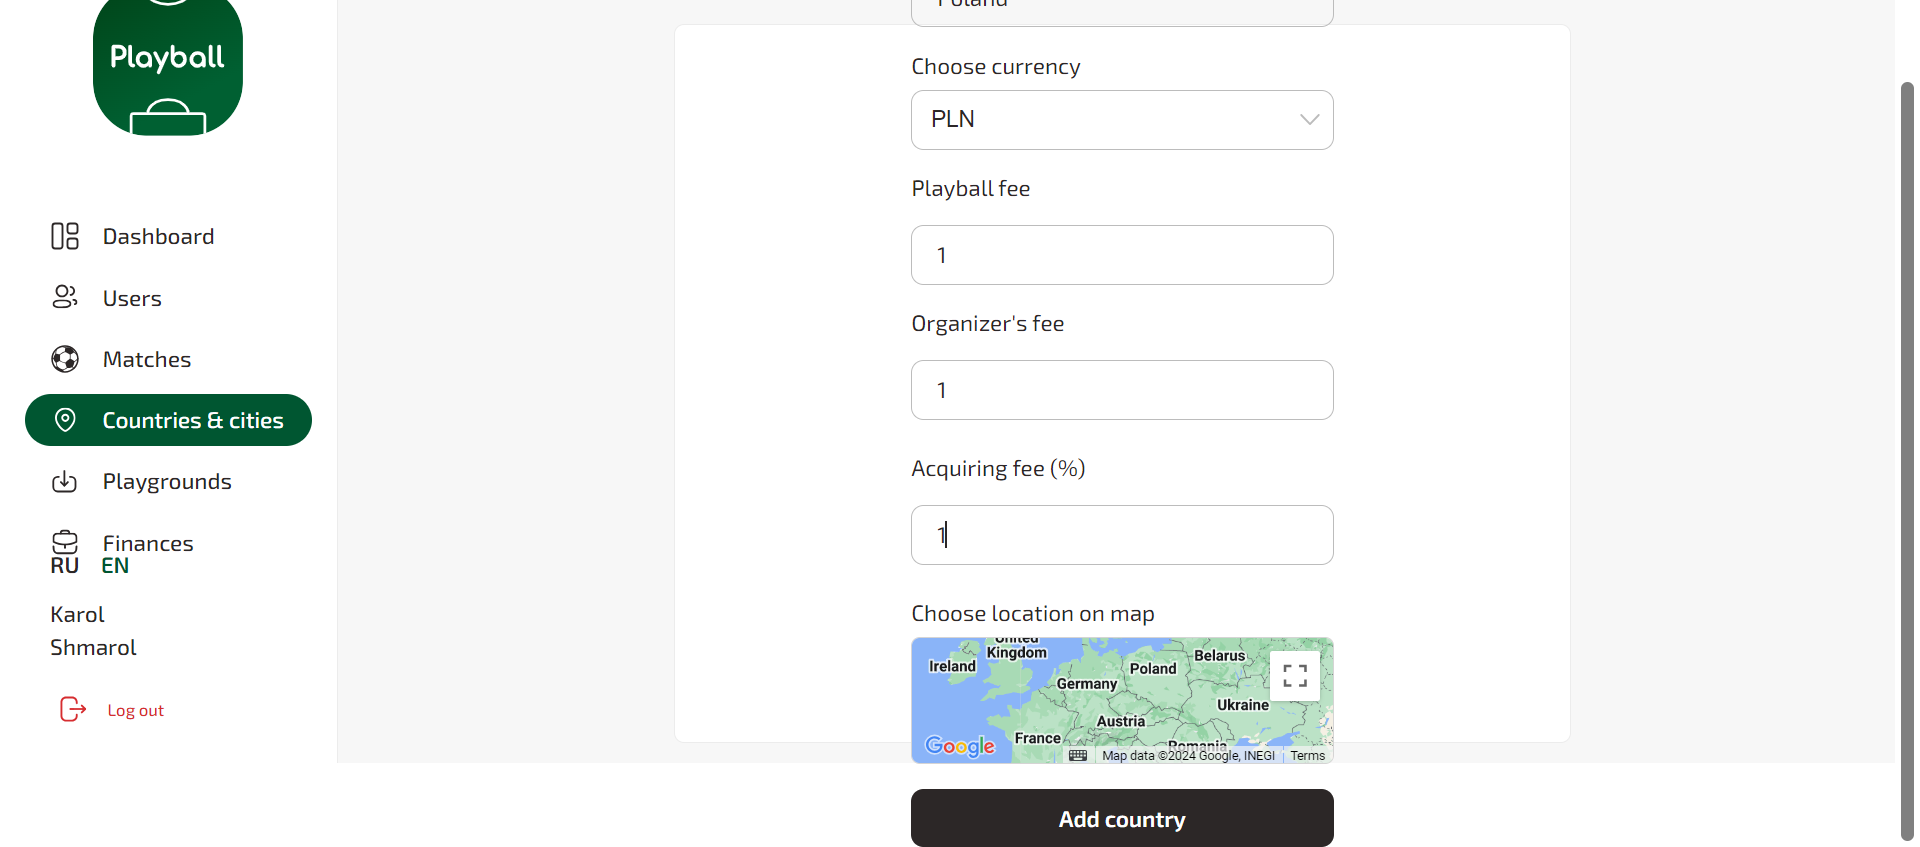 Playball
Dashboard
Users
Matches
Countries & cities
Playgrounds
Finances
RU EN
Karol
Shmarol
Log out
Poland
Choose currency
PLN
Playball fee
1
Organizer's fee
1
Acquiring fee (%)
1
Choose location on map
United
Kingdom
Ireland
Belarus
Poland
Germany
Ukraine
Austria
France
Romania
Google
Map data ©2024 Google, INEGI
Terms
Add country